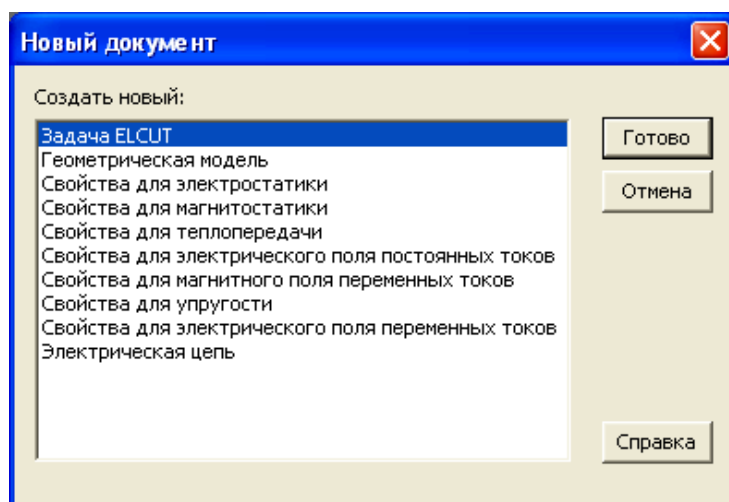 Новый документ
Создать новый:
Задача ELCUT
Геометрическая модель
Свойства для электростатики
Свойства для магнитостатики
Свойства для теплопередачи
Свойства для электрического поля постоянных токов
Свойства для магнитного поля переменных токов
Свойства для упругости
Свойства для электрического поля переменных токов
Электрическая цепь
Готово
Отмена
Справка